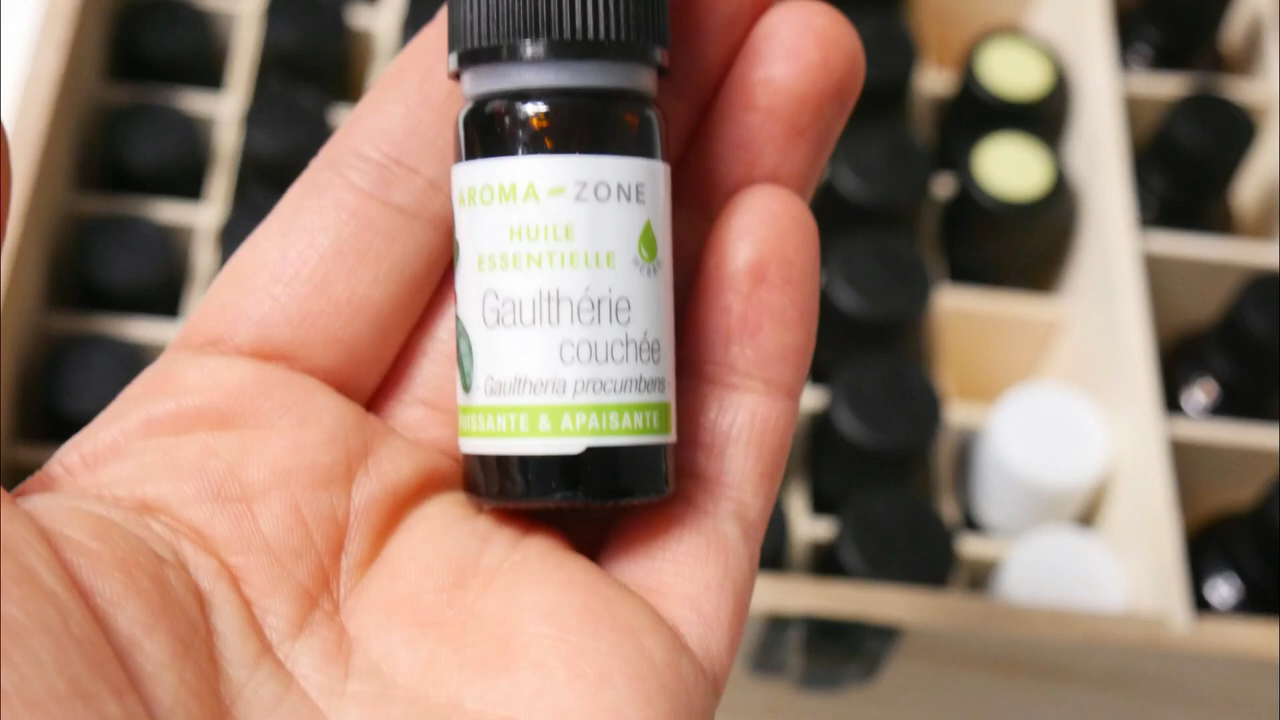 AROMA - ZONE
HUILE
ESSENTIELLE
Gaulthérie
couchée
Gaultheria procumbens
& APAISANTE